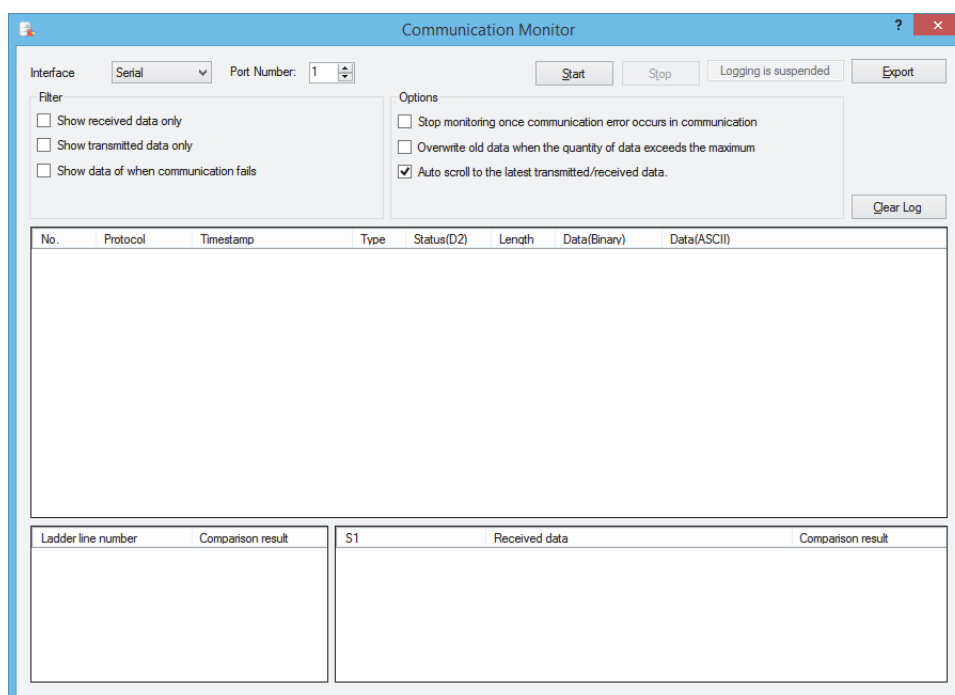 Communication Monitor ? ×
Interface Serial Port Number: 1 Start Stop Logging is suspended Export
Filter Options
Show received data only Stop monitoring once communication error occurs in communication
Show transmitted data only Overwrite old data when the quantity of data exceeds the maximum
Show data of when communication fails Auto scroll to the latest transmitted/received data.
Clear Log
No. Protocol Timestamp Type Status(D2) Length Data(Binary) Data(ASCII)
Ladder line number Comparison result S1 Received data Comparison result